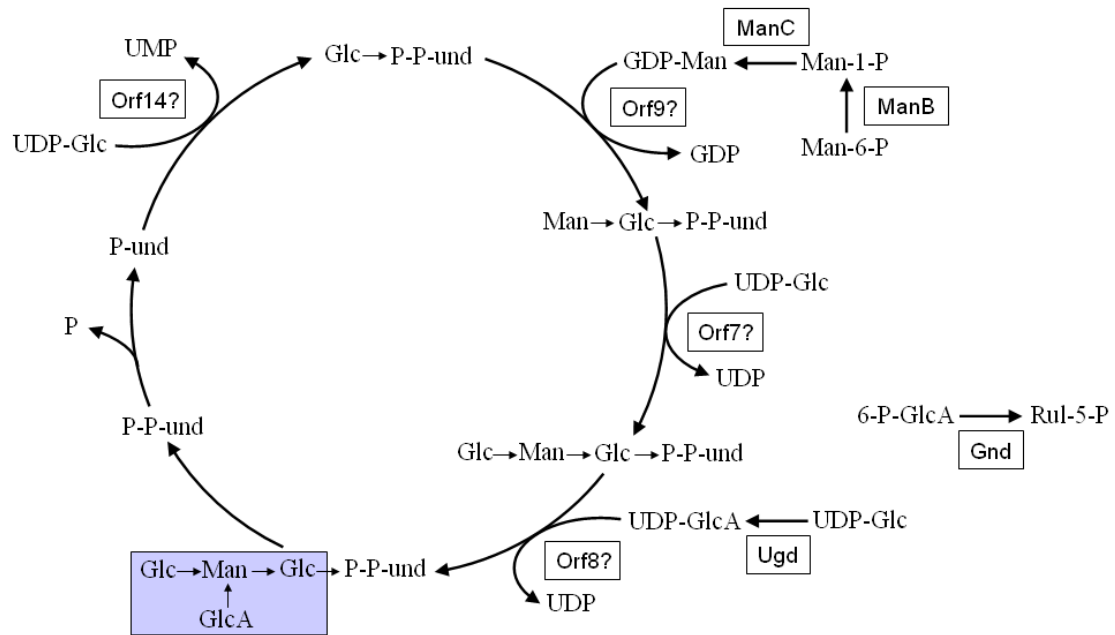 UMP
Glc→P-P-und
Orf14?
UDP-Glc
ManC
GDP-Man ← Man-1-P
Orf9?
ManB
GDP
Man-6-P
Man→Glc→P-P-und
P-und
UDP-Glc
Orf7?
UDP
P
P-P-und
6-P-GlcA → Rul-5-P
Gnd
Glc→Man→Glc→P-P-und
UDP-GlcA ← UDP-Glc
Orf8?
Ugd
UDP
Glc→Man→Glc→P-P-und
↑
GlcA